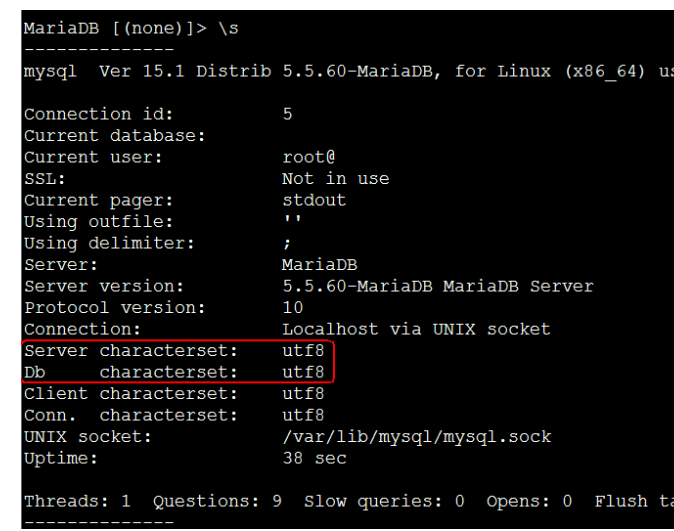 MariaDB [(none)]> \s
--------------
mysql  Ver 15.1 Distrib 5.5.60-MariaDB, for Linux (x86_64) us
Connection id:          5
Current database:
Current user:           root@
SSL:                    Not in use
Current pager:          stdout
Using outfile:          ''
Using delimiter:        ;
Server:                 MariaDB
Server version:         5.5.60-MariaDB MariaDB Server
Protocol version:       10
Connection:             Localhost via UNIX socket
Server characterset:    utf8
Db     characterset:    utf8
Client characterset:    utf8
Conn.  characterset:    utf8
UNIX socket:            /var/lib/mysql/mysql.sock
Uptime:                 38 sec
Threads: 1  Questions: 9  Slow queries: 0  Opens: 0  Flush ta
--------------